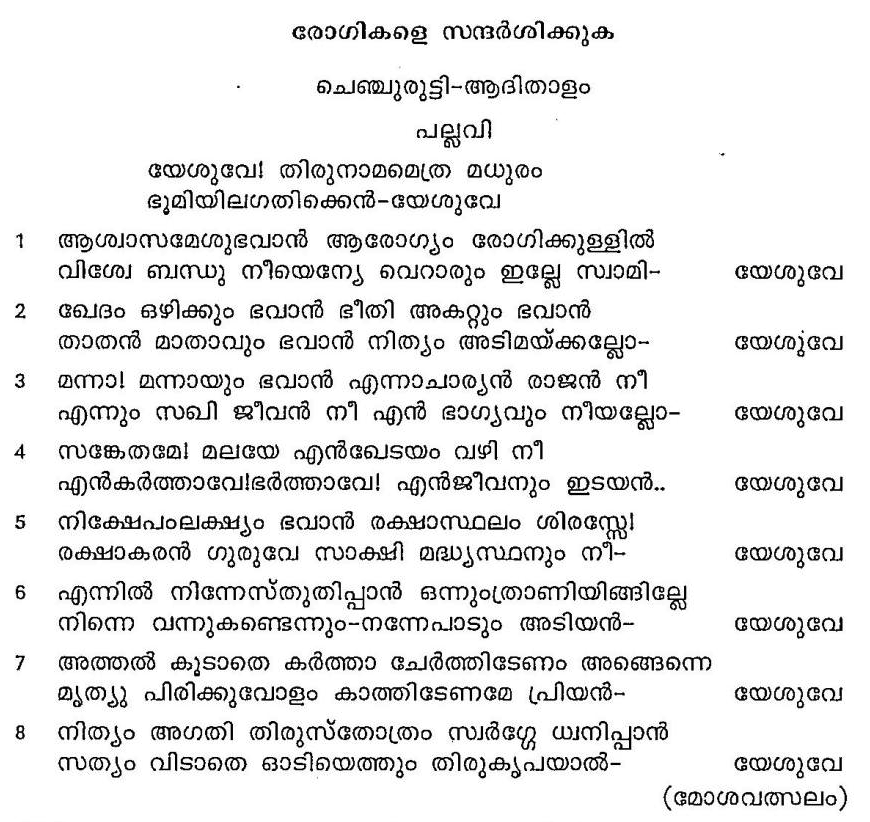 രോഗികളെ സന്ദർശിക്കുക
ചെഞ്ചുരുട്ടി-ആദിതാളം
പല്ലവി
യേശുവേ! തിരുനാമമെത്ര മധുരം
ഭൂമിയിലഗതിക്കെൻ-യേശുവേ
1 ആശ്വാസമേശുഭവാൻ ആരോഗ്യം രോഗിക്കുള്ളിൽ
വിശ്വേ ബന്ധു നീയെന്യേ വെറാരും ഇല്ലേ സ്വാമി- യേശുവേ
2 ഖേദം ഒഴിക്കും ഭവാൻ ഭീതി അകറ്റും ഭവാൻ
താതൻ മാതാവും ഭവാൻ നിത്യം അടിമയ്ക്കല്ലോ- യേശുവേ
3 മന്നാ! മന്നായും ഭവാൻ എന്നാചാര്യൻ രാജൻ നീ
എന്നും സഖി ജീവൻ നീ എൻ ഭാഗ്യവും നീയല്ലോ- യേശുവേ
4 സങ്കേതമേ! മലയേ എൻഖേടയം വഴി നീ
എൻകർത്താവേ!ഭർത്താവേ! എൻജീവനും ഇടയൻ.. യേശുവേ
5 നിക്ഷേപംലക്ഷ്യം ഭവാൻ രക്ഷാസ്ഥലം ശിരസ്സേ!
രക്ഷാകരൻ ഗുരുവേ സാക്ഷി മദ്ധ്യസ്ഥനും നീ- യേശുവേ
6 എന്നിൽ നിന്നേസ്തുതിപ്പാൻ ഒന്നുംത്രാണിയിങ്ങില്ലേ
നിന്നെ വന്നുകണ്ടെന്നും-നന്നേപാടും അടിയൻ- യേശുവേ
7 അത്തൽ കൂടാതെ കർത്താ ചേർത്തിടേണം അങ്ങെന്നെ
മൃത്യു പിരിക്കുവോളം കാത്തിടേണമേ പ്രിയൻ- യേശുവേ
8 നിത്യം അഗതി തിരുസ്തോത്രം സ്വർഗ്ഗേ ധ്വനിപ്പാൻ
സത്യം വിടാതെ ഓടിയെത്തും തിരുകൃപയാൽ- യേശുവേ
(മോശവത്സലം)